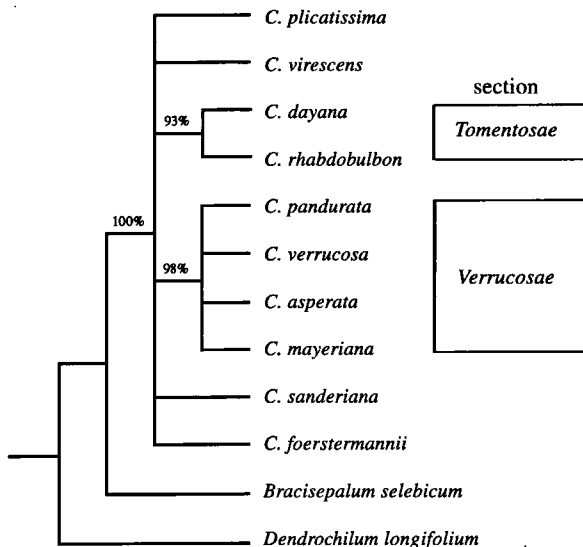 C. plicatissima
C. virescens
section
93%
C. dayana
Tomentosae
C. rhabdobulbon
C. pandurata
100%
C. verrucosa
98%
Verrucosae
C. asperata
C. mayeriana
C. sanderiana
C. foerstermannii
Bracisepalum selebicum
Dendrochilum longifolium